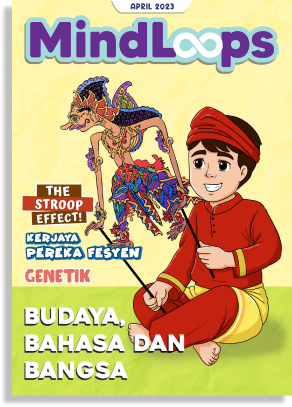 APRIL 2023
MindLoops
THE
STROOP
EFFECT!
KERJAYA
PEREKA FESYEN
GENETIK
BUDAYA,
BAHASA DAN
BANGSA